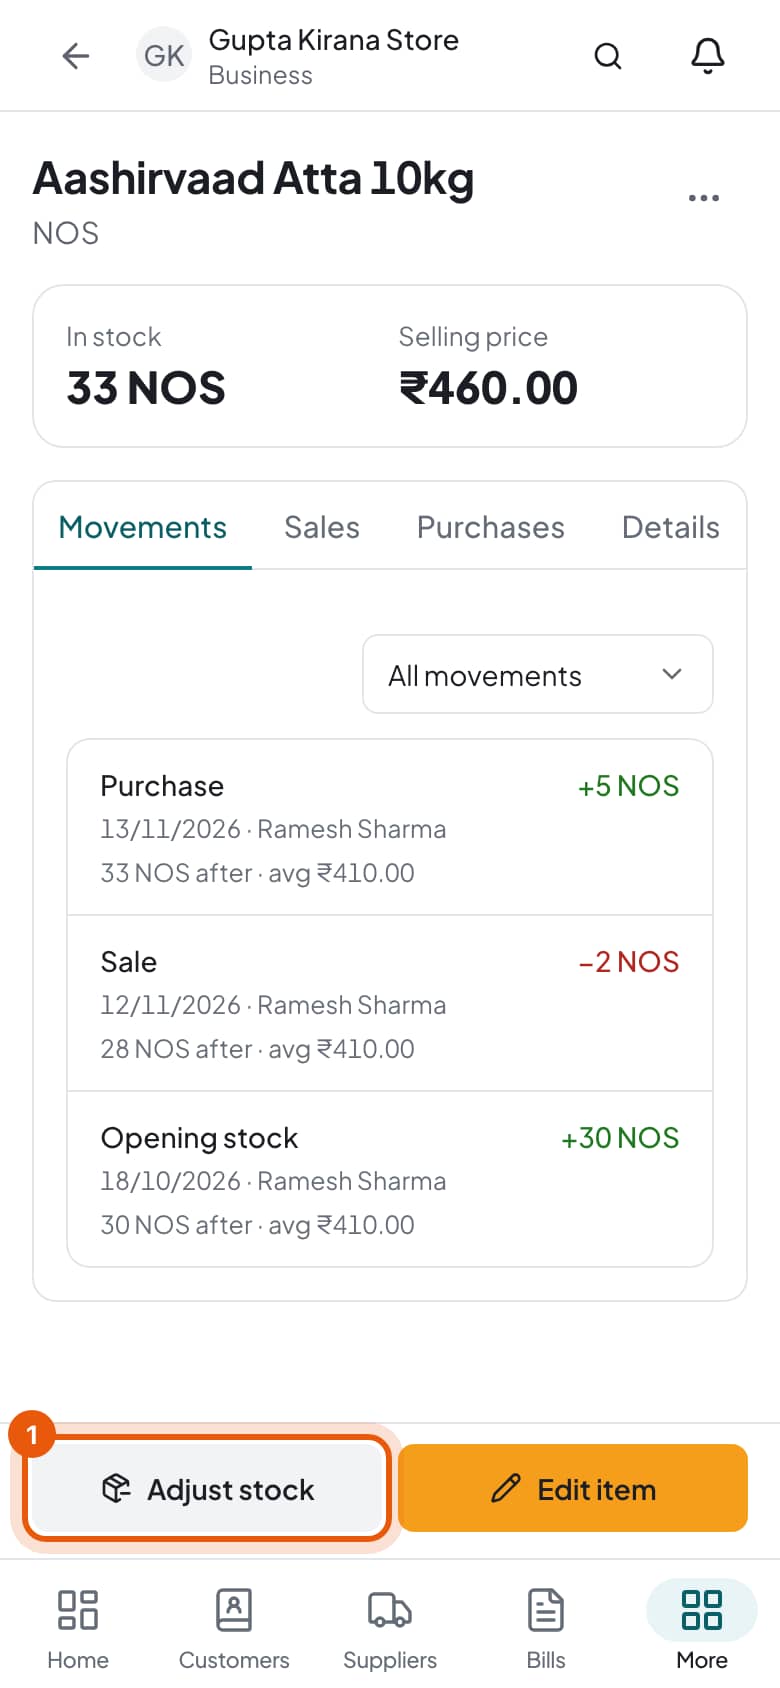 GK
Gupta Kirana Store
Business
Aashirvaad Atta 10kg
NOS
In stock
Selling price
33 NOS
₹460.00
Movements Sales Purchases Details
All movements
Purchase +5 NOS
13/11/2026 · Ramesh Sharma
33 NOS after · avg ₹410.00
Sale −2 NOS
12/11/2026 · Ramesh Sharma
28 NOS after · avg ₹410.00
Opening stock +30 NOS
18/10/2026 · Ramesh Sharma
30 NOS after · avg ₹410.00
1
Adjust stock Edit item
Home Customers Suppliers Bills More